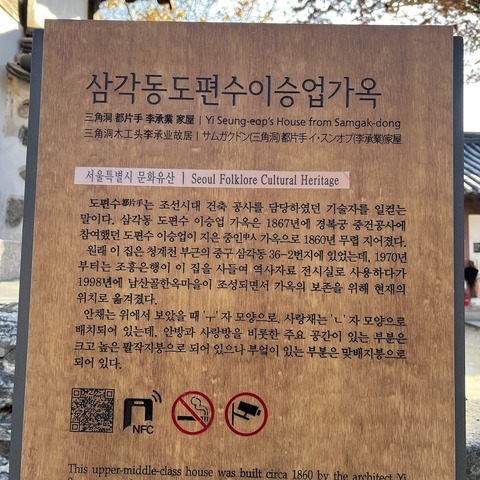 삼각동도편수이승업가옥
三角洞 都片手 李承業 家屋 | Yi Seung-eop's House from Samgak-dong
三角洞木工头李承业故居 | サムガクドン(三角洞)都片手イ・スンオプ(李承業)家屋
서울특별시 문화유산 | Seoul Folklore Cultural Heritage
도편수都片手는 조선시대 건축 공사를 담당하였던 기술자를 일컫는
말이다. 삼각동 도편수 이승업 가옥은 1867년에 경복궁 중건공사에
참여했던 도편수 이승업이 지은 중인中人 가옥으로 1860년 무렵 지어졌다.
원래 이 집은 청계천 부근의 중구 삼각동 36-2번지에 있었는데, 1970년
부터는 조흥은행이 이 집을 사들여 역사자료 전시실로 사용하다가
1998년에 남산골한옥마을이 조성되면서 가옥의 보존을 위해 현재의
위치로 옮겼다.
안채는 위에서 보았을 때 'ㅜ'자 모양으로, 사랑채는 'ㄴ'자 모양으로
배치되어 있는데, 안방과 사랑방을 비롯한 주요 공간이 있는 부분은
크고 높은 팔작지붕으로 되어 있으나 부엌이 있는 부분은 맞배지붕으로
되어 있다.
NFC
This upper-middle-class house was built circa 1860 by the architect Yi